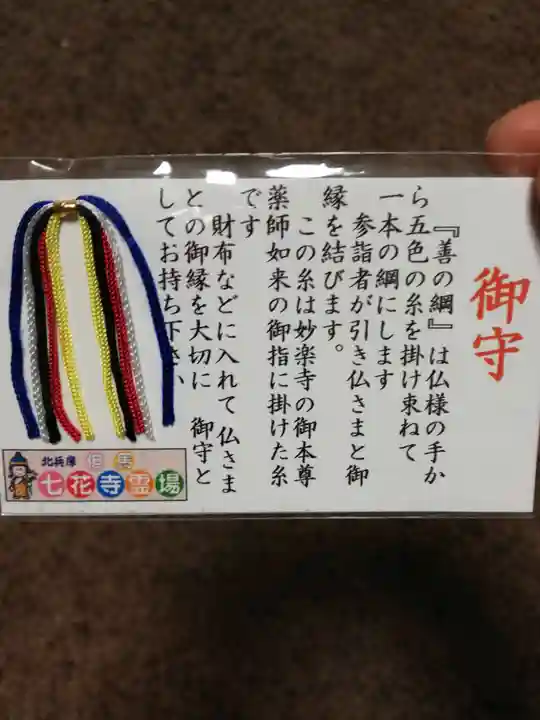 御守
『善の綱』は仏様の手か
ら五色の糸を掛け束ねて
一本の綱にします
参詣者が引き仏さまと御
縁を結びます。
この糸は妙楽寺の御本尊
薬師如来の御指に掛けた糸
です
財布などに入れて仏さま
との御縁を大切に 御守と
してお持ち下さい
北兵庫 但馬
七花寺霊場